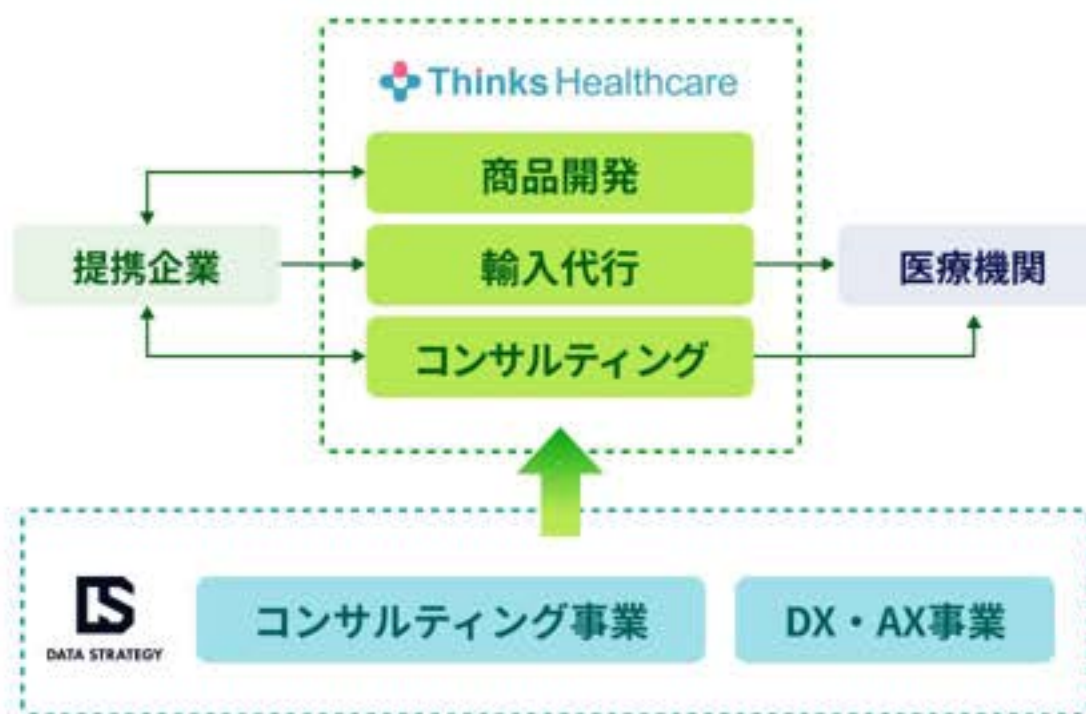 Thinks Healthcare
商品開発
提携企業
輸入代行
医療機関
コンサルティング
DS
DATA STRATEGY
コンサルティング事業
DX・AX事業